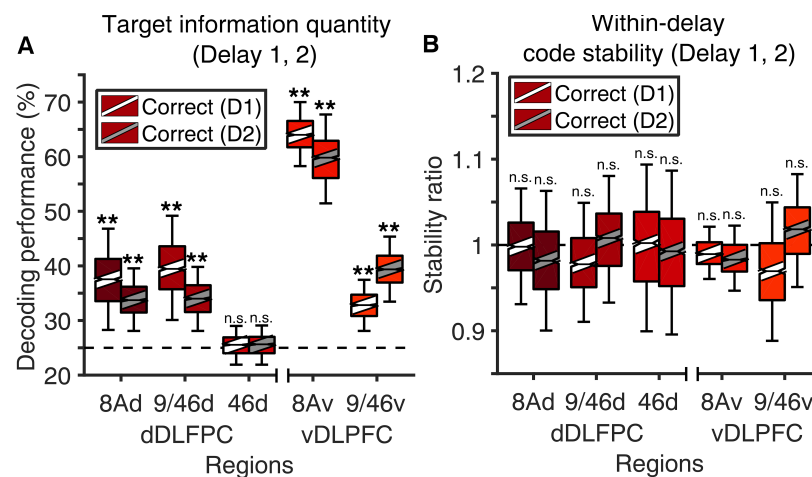 A
Target information quantity
(Delay 1, 2)
Decoding performance (%)
70
60
50
40
30
20
Correct (D1)
Correct (D2)
** ** ** ** n.s. n.s. ** ** ** **
8Ad 9/46d 46d 8Av 9/46v
dDLFPC vDLPFC
Regions
B
Within-delay
code stability (Delay 1, 2)
Stability ratio
1.2
1.1
1
0.9
Correct (D1)
Correct (D2)
n.s. n.s. n.s. n.s. n.s. n.s. n.s. n.s. n.s. n.s.
8Ad 9/46d 46d 8Av 9/46v
dDLFPC vDLPFC
Regions